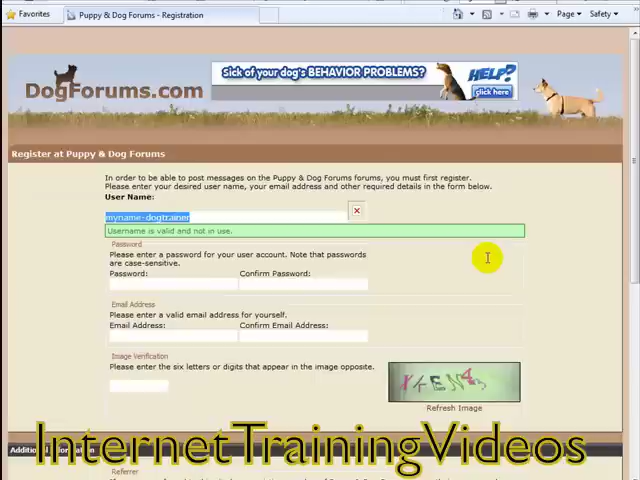 Favorites
Puppy & Dog Forums - Registration
Page
Safety
DogForums.com
Sick of your dog's BEHAVIOR PROBLEMS?
HELP?
click here
Register at Puppy & Dog Forums
In order to be able to post messages on the Puppy & Dog Forums forums, you must first register.
Please enter your desired user name, your email address and other required details in the form below.
User Name:
myname-dogtrainer
Username is valid and not in use.
Password
Please enter a password for your user account. Note that passwords
are case-sensitive.
Password:
Confirm Password:
Email Address
Please enter a valid email address for yourself.
Email Address:
Confirm Email Address:
Image Verification
Please enter the six letters or digits that appear in the image opposite.
Refresh Image
InternetTrainingVideos
Additional Information
Referrer